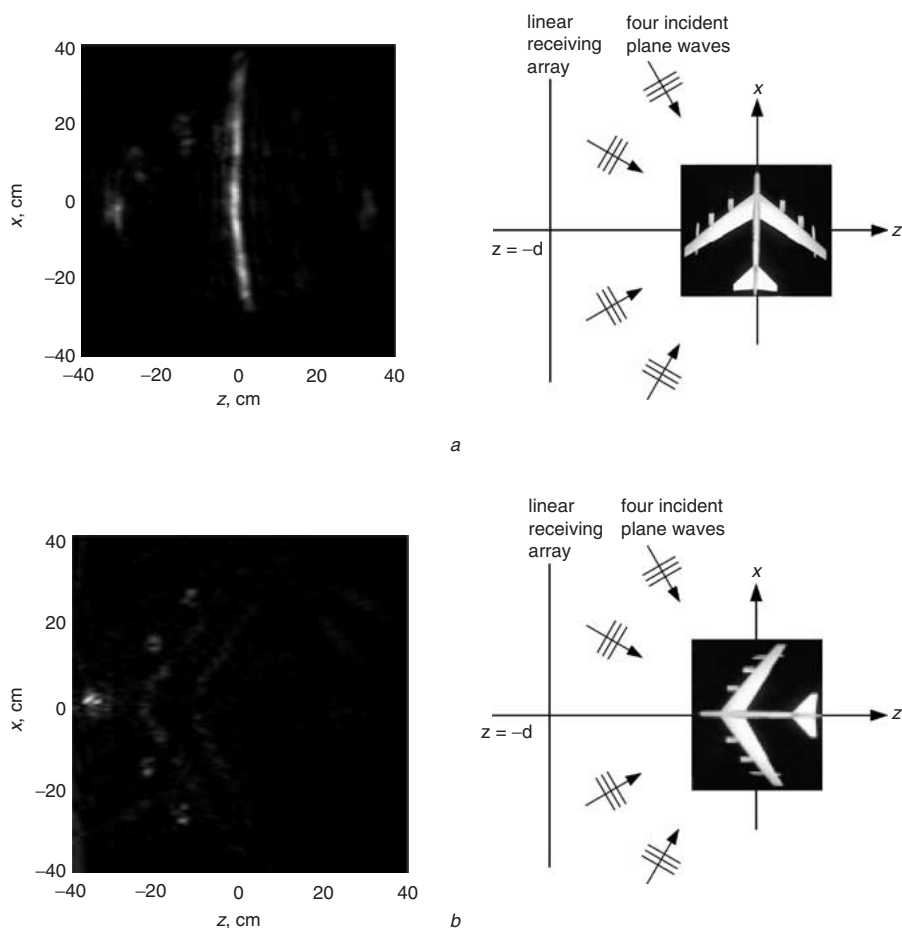 linear
receiving
array
four incident
plane waves
x
z
z = –d
40
20
0
–20
–40
x, cm
–40
–20
0
20
40
z, cm
a
linear
receiving
array
four incident
plane waves
x
z
z = –d
40
20
0
–20
–40
x, cm
–40
–20
0
20
40
z, cm
b